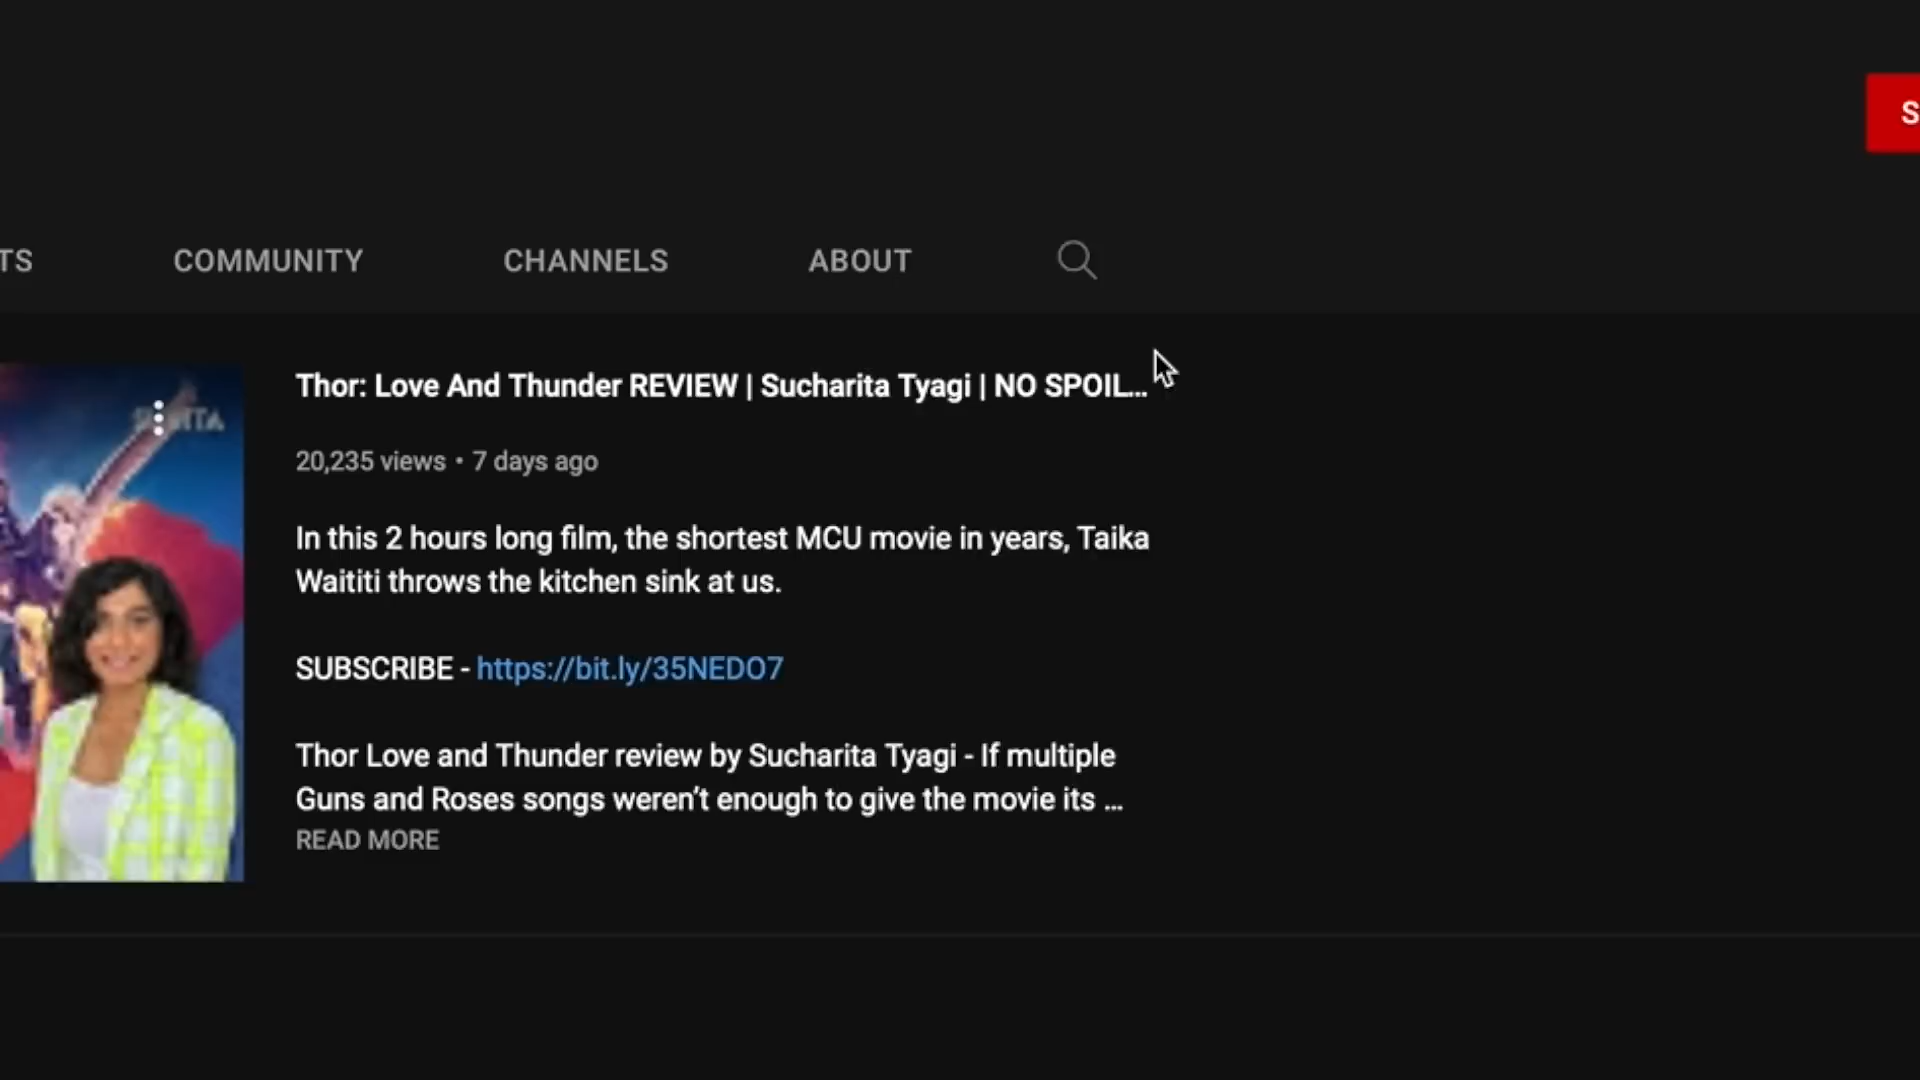 S
TS COMMUNITY CHANNELS ABOUT
Thor: Love And Thunder REVIEW | Sucharita Tyagi | NO SPOIL...
20,235 views • 7 days ago
In this 2 hours long film, the shortest MCU movie in years, Taika
Waititi throws the kitchen sink at us.
SUBSCRIBE - https://bit.ly/35NEDO7
Thor Love and Thunder review by Sucharita Tyagi - If multiple
Guns and Roses songs weren’t enough to give the movie its ...
READ MORE